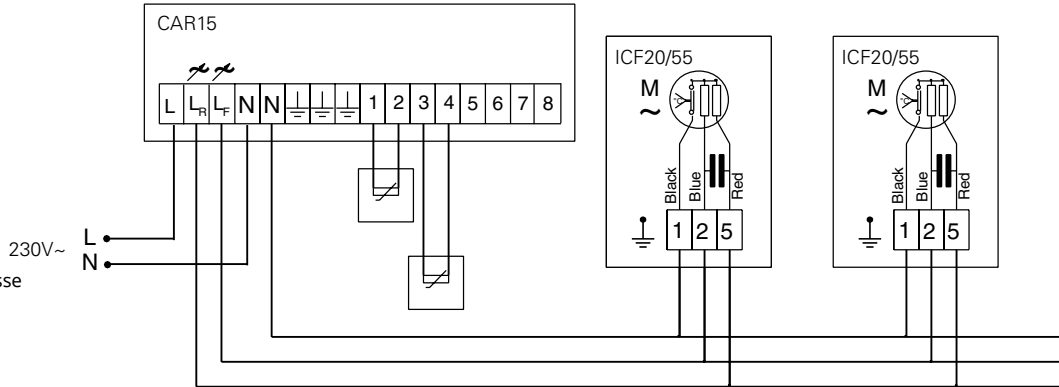 CAR15
L LR LF N N 1 2 3 4 5 6 7 8
230V~ L
N
sse
ICF20/55
M
~
Black Blue Red
1 2 5
ICF20/55
M
~
Black Blue Red
1 2 5